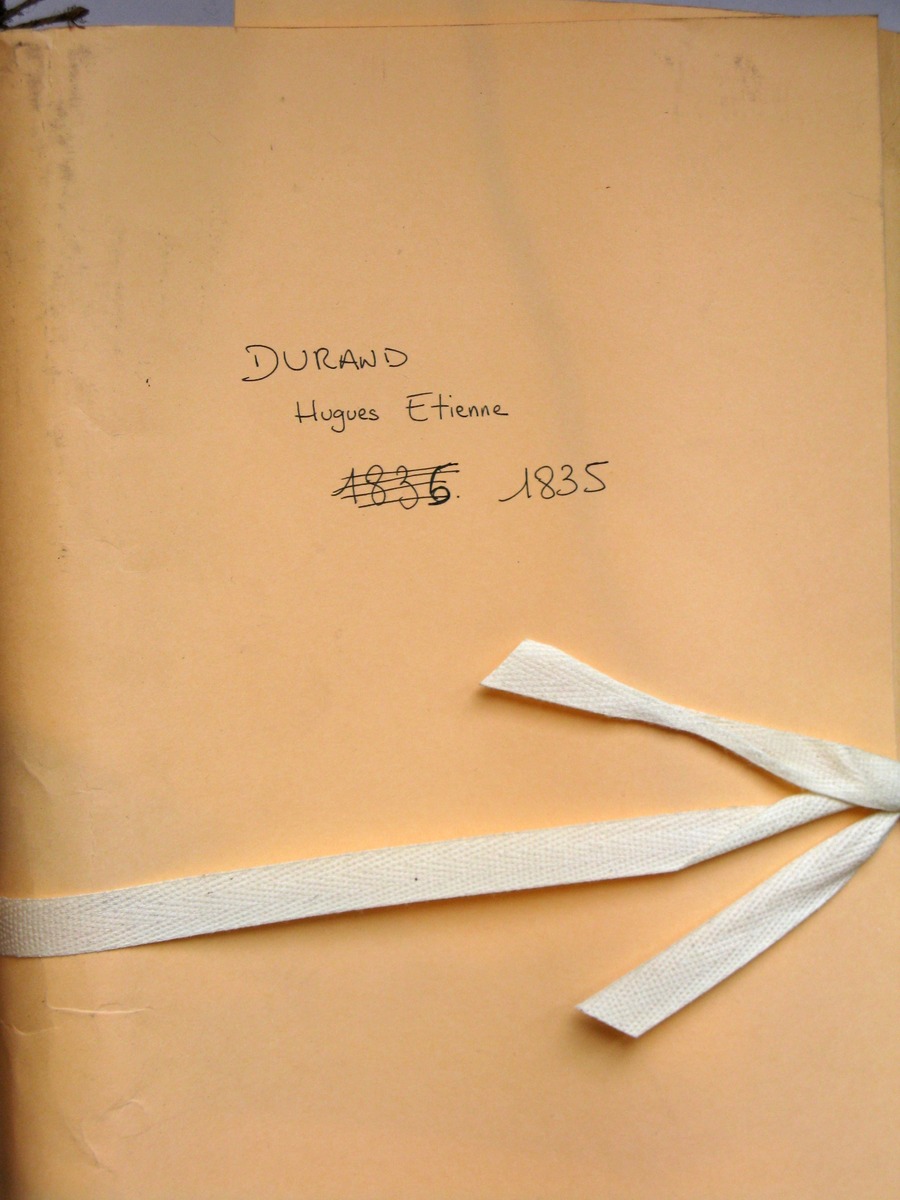 DURAND
Hugues Etienne
1836. 1835